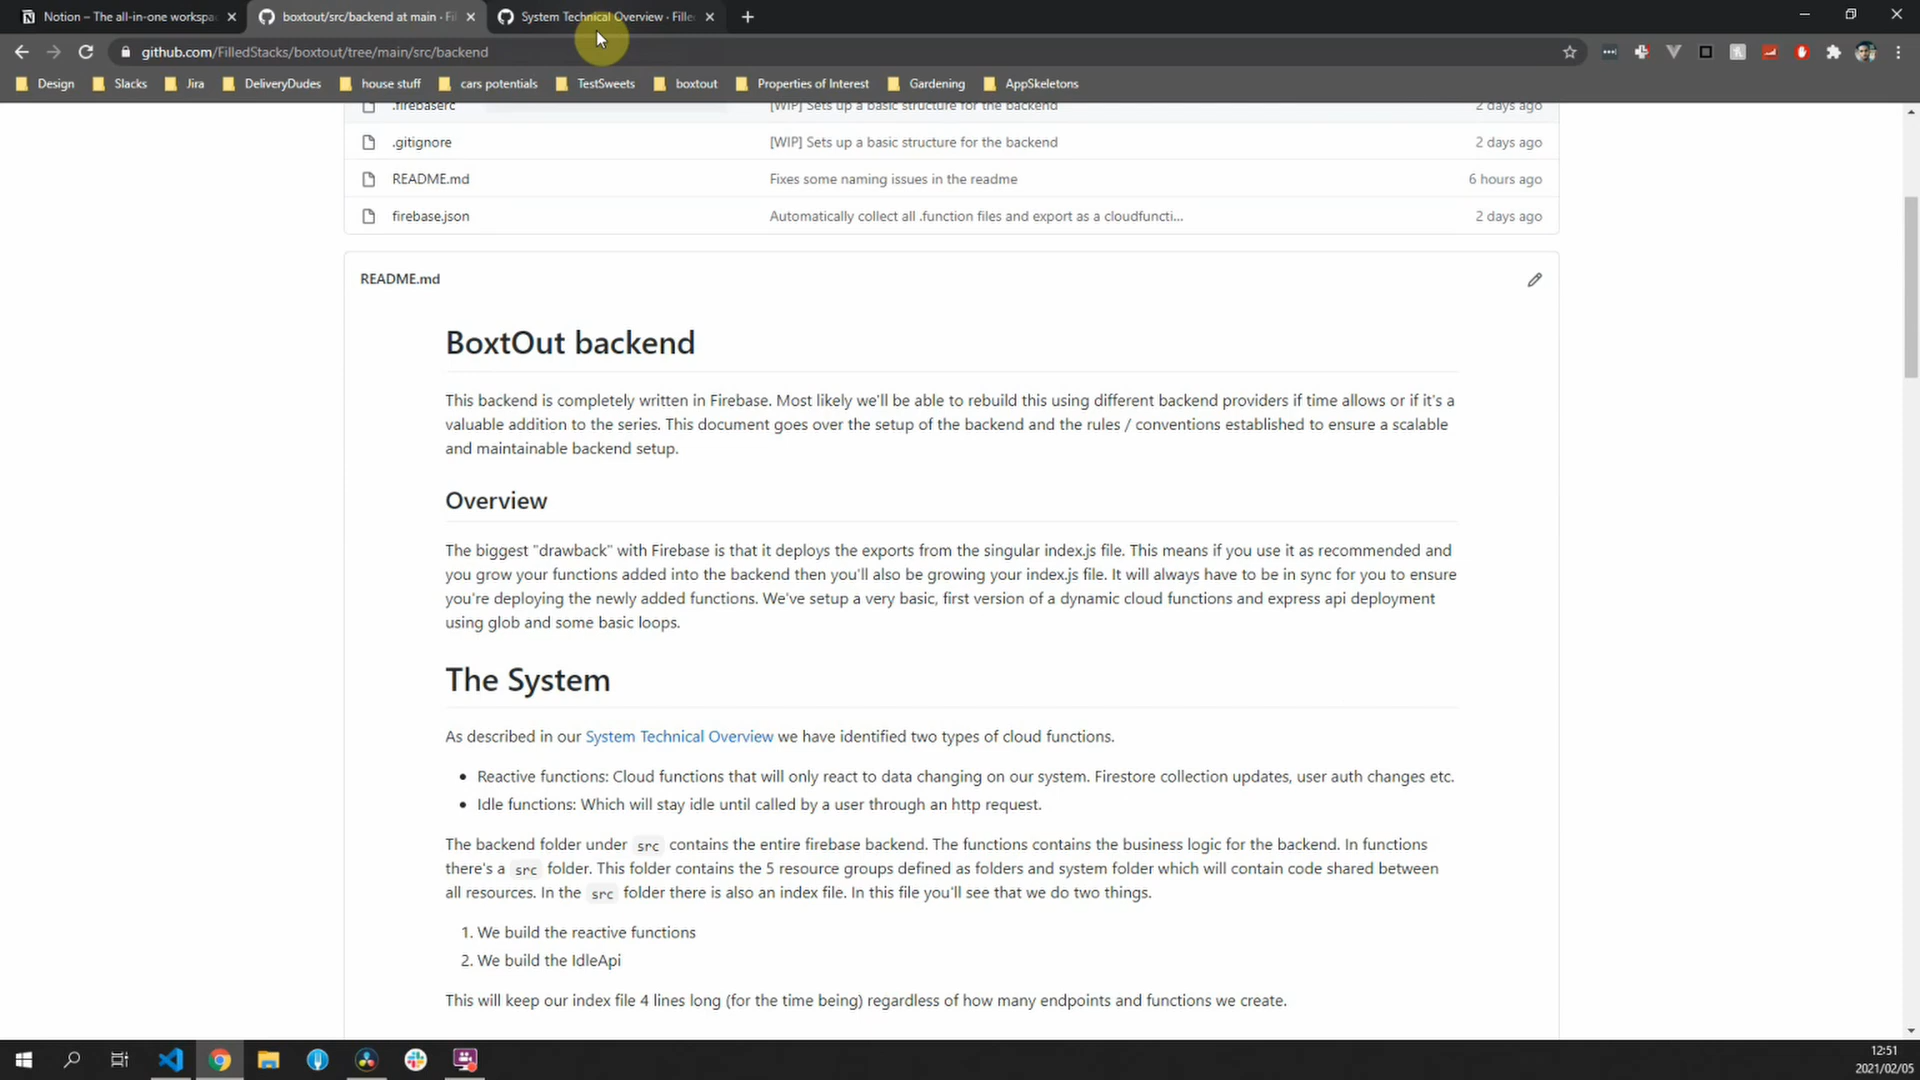 Notion – The all-in-one workspa
boxtout/src/backend at main · Fi
System Technical Overview · Fille
github.com/FilledStacks/boxtout/tree/main/src/backend
Design
Slacks
Jira
DeliveryDudes
house stuff
cars potentials
TestSweets
boxtout
Properties of Interest
Gardening
AppSkeletons
.firebaserc [WIP] Sets up a basic structure for the backend 2 days ago
.gitignore [WIP] Sets up a basic structure for the backend 2 days ago
README.md Fixes some naming issues in the readme 6 hours ago
firebase.json Automatically collect all .function files and export as a cloudfuncti... 2 days ago
README.md
BoxtOut backend
This backend is completely written in Firebase. Most likely we'll be able to rebuild this using different backend providers if time allows or if it's a
valuable addition to the series. This document goes over the setup of the backend and the rules / conventions established to ensure a scalable
and maintainable backend setup.
Overview
The biggest "drawback" with Firebase is that it deploys the exports from the singular index.js file. This means if you use it as recommended and
you grow your functions added into the backend then you'll also be growing your index.js file. It will always have to be in sync for you to ensure
you're deploying the newly added functions. We've setup a very basic, first version of a dynamic cloud functions and express api deployment
using glob and some basic loops.
The System
As described in our System Technical Overview we have identified two types of cloud functions.
• Reactive functions: Cloud functions that will only react to data changing on our system. Firestore collection updates, user auth changes etc.
• Idle functions: Which will stay idle until called by a user through an http request.
The backend folder under src contains the entire firebase backend. The functions contains the business logic for the backend. In functions
there's a src folder. This folder contains the 5 resource groups defined as folders and system folder which will contain code shared between
all resources. In the src folder there is also an index file. In this file you'll see that we do two things.
1. We build the reactive functions
2. We build the IdleApi
This will keep our index file 4 lines long (for the time being) regardless of how many endpoints and functions we create.
12:51
2021/02/05